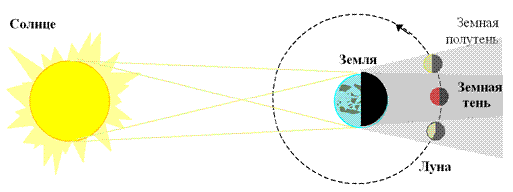 Солнце
Земля
Земная
полутень
Земная
тень
Луна